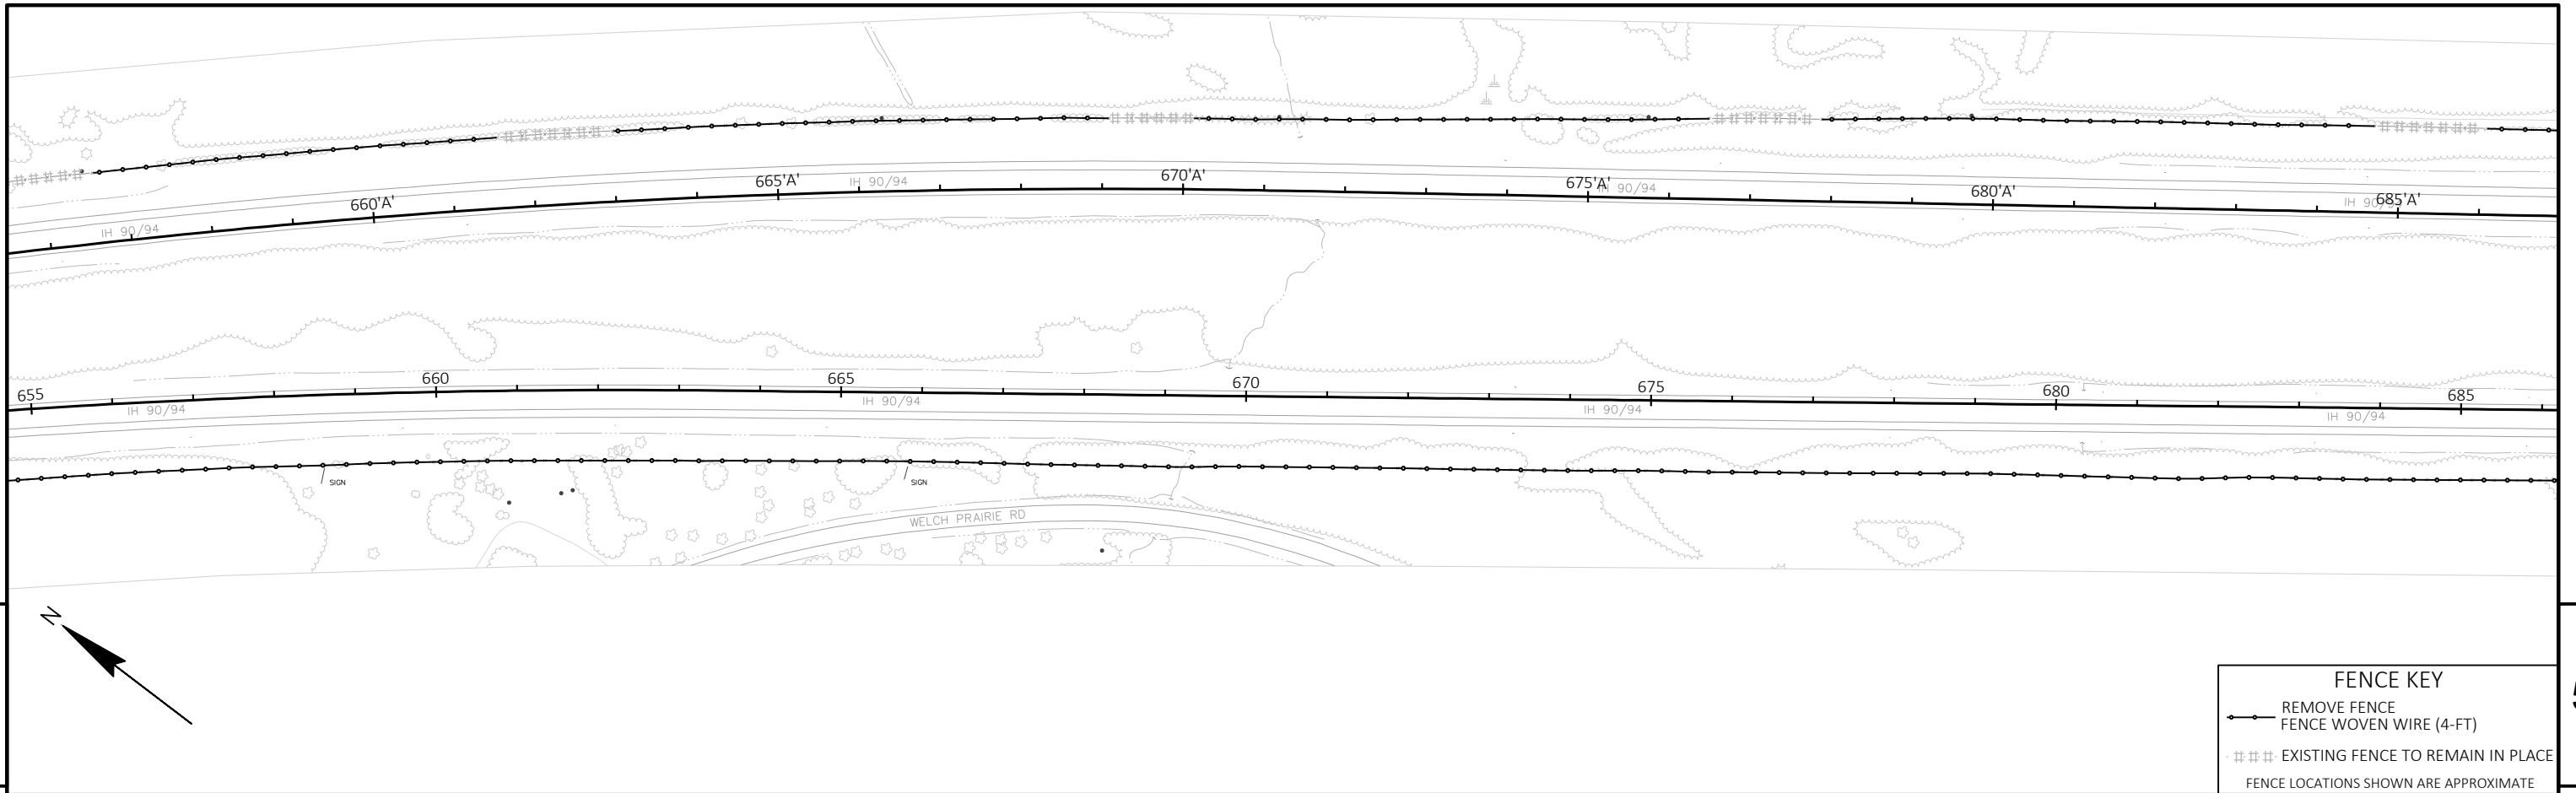 660'A'
665'A'
670'A'
675'A'
680'A'
685'A'
IH 90/94
IH 90/94
IH 90/94
IH 90/94
655
660
665
670
675
680
685
IH 90/94
IH 90/94
IH 90/94
IH 90/94
SIGN
SIGN
WELCH PRAIRIE RD
N
FENCE KEY
REMOVE FENCE
FENCE WOVEN WIRE (4-FT)
EXISTING FENCE TO REMAIN IN PLACE
FENCE LOCATIONS SHOWN ARE APPROXIMATE